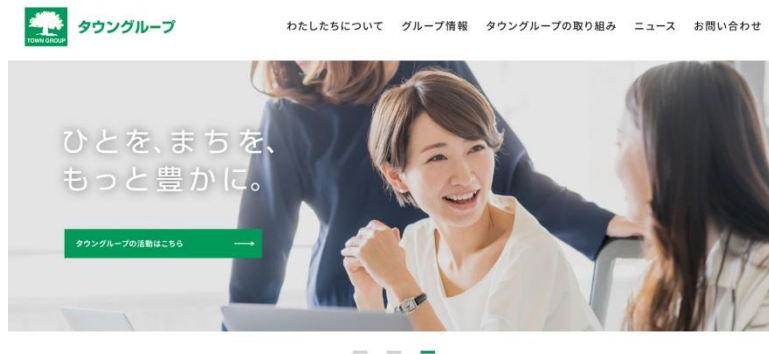 TOWN GROUP
タウングループ
わたしたちについて グループ情報 タウングループの取り組み ニュース お問い合わせ
ひとを、まちを、
もっと豊かに。
タウングループの活動はこちら